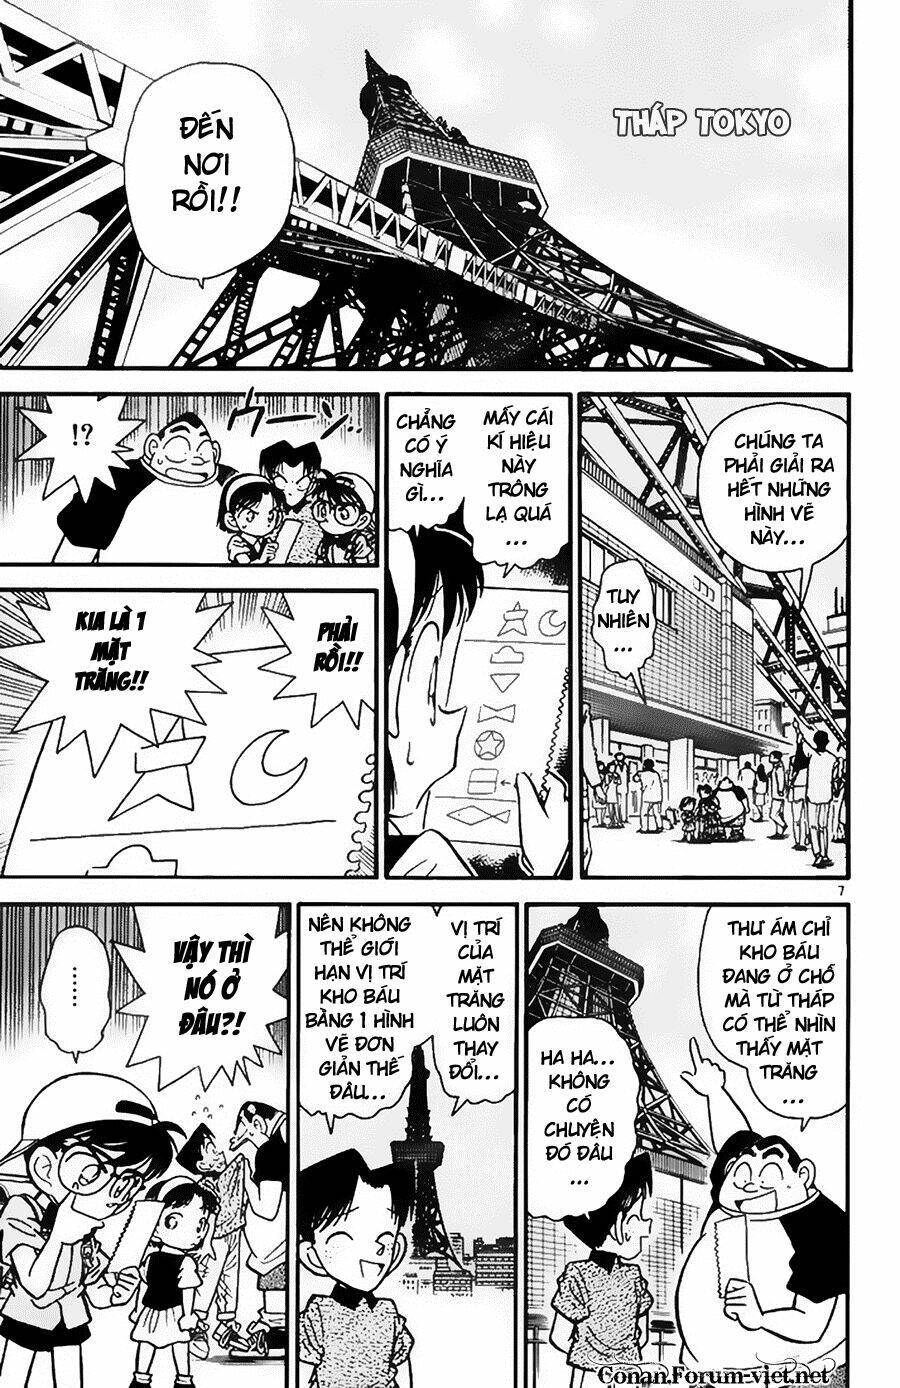 THÁP TOKYO
ĐẾN
NƠI
RỒI!!
CHÚNG TA
PHẢI GIẢI RA
HẾT NHỮNG
HÌNH VẼ
NÀY...
TUY
NHIÊN
...
MẤY CÁI
KÍ HIỆU
NÀY
TRÔNG
LẠ QUÁ
...
CHẲNG
CÓ Ý
NGHĨA
GÌ...
ウーン
!?
PHẢI
RỒI!!
KIA LÀ 1
MẶT
TRĂNG!!
7
THƯ ÁM CHỈ
KHO BÁU
ĐANG Ở CHỖ
MÀ TỪ THÁP
CÓ THỂ NHÌN
THẤY MẶT
TRĂNG
...
HA HA...
KHÔNG
CÓ
CHUYỆN
ĐÓ ĐÂU
...
VỊ TRÍ
CỦA
MẶT
TRĂNG
LUÔN
THAY
ĐỔI...
NÊN KHÔNG
THỂ GIỚI
HẠN VỊ TRÍ
KHO BÁU
BẰNG 1 HÌNH
VẼ ĐƠN
GIẢN THẾ
ĐÂU...
VẬY THÌ
NÓ Ở
ĐÂU?!
......
Conan.Forum-viet.net